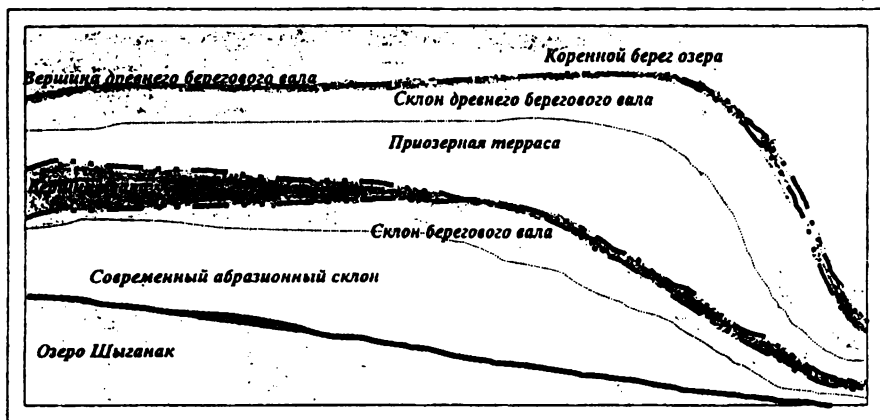 Коренной берег озера
Вершина древнего берегового вала
Склон древнего берегового вала
Приозерная терраса
Склон берегового вала
Современный абразионный склон
Озеро Шыганак